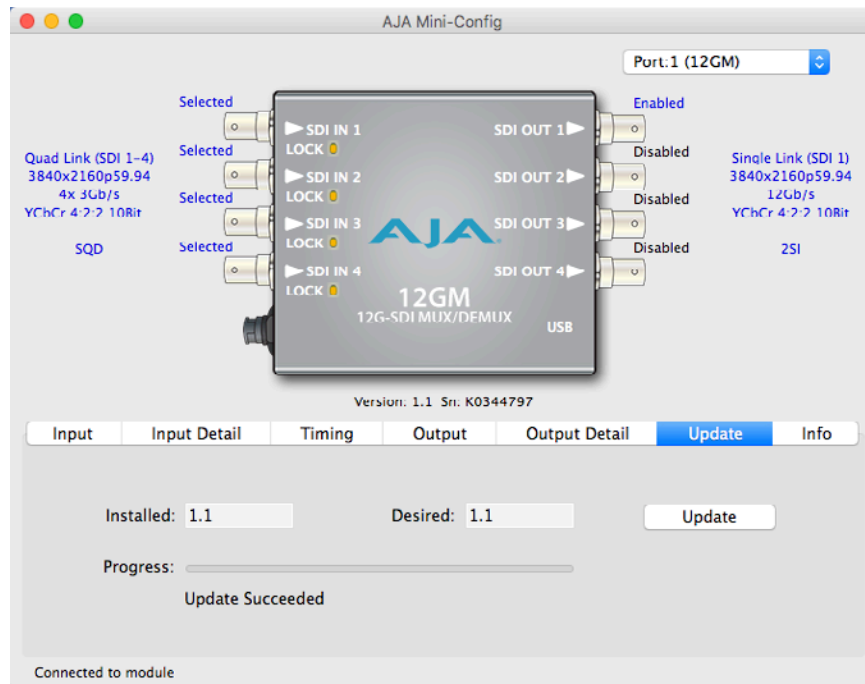 AJA Mini-Config
Port:1 (12GM)
Selected
Enabled
SDI IN 1
SDI OUT 1
LOCK
Quad Link (SDI 1-4)
3840x2160p59.94
4x 3Gb/s
YCbCr 4:2:2 10Bit
SQD
Selected
Disabled
SDI IN 2
SDI OUT 2
LOCK
Single Link (SDI 1)
3840x2160p59.94
12Gb/s
YCbCr 4:2:2 10Bit
2SI
Selected
Disabled
SDI IN 3
SDI OUT 3
LOCK
AJA
Selected
Disabled
SDI IN 4
SDI OUT 4
LOCK
12GM
12G-SDI MUX/DEMUX
USB
Version: 1.1 Sn: K0344797
Input Input Detail Timing Output Output Detail Update Info
Installed: 1.1 Desired: 1.1 Update
Progress:
Update Succeeded
Connected to module